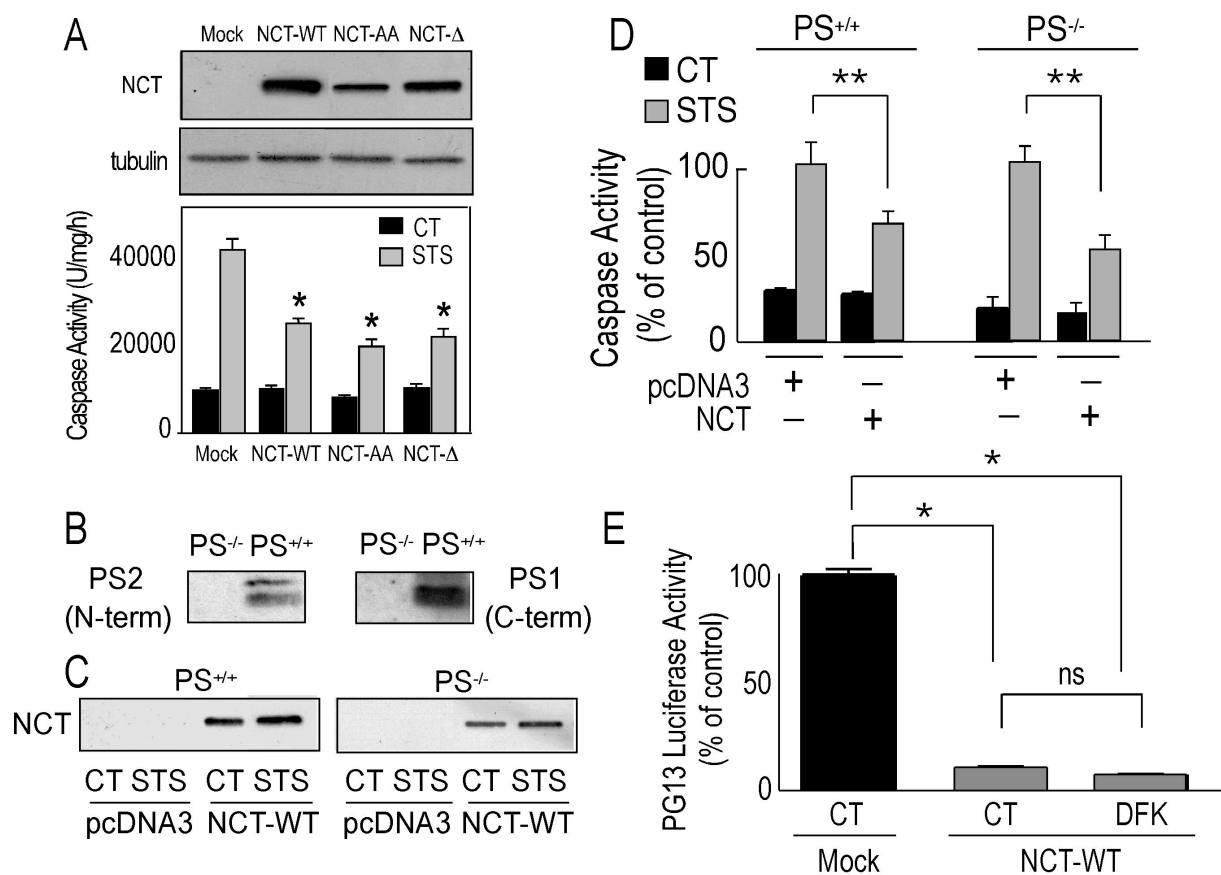 A
Mock NCT-WT NCT-AA NCT-Δ
NCT
tubulin
Caspase Activity (U/mg/h)
40000
20000
0
CT
STS
* * *
Mock NCT-WT NCT-AA NCT-Δ
B
PS-/- PS+/+ PS-/- PS+/+
PS2
(N-term)
PS1
(C-term)
C
PS+/+ PS-/-
NCT
CT STS CT STS CT STS CT STS
pcDNA3 NCT-WT pcDNA3 NCT-WT
D
PS+/+ PS-/-
CT
STS
** **
Caspase Activity
(% of control)
100
50
0
pcDNA3 + – + –
NCT – + – +
E
* *
ns
PG13 Luciferase Activity
(% of control)
100
50
0
CT CT DFK
Mock NCT-WT